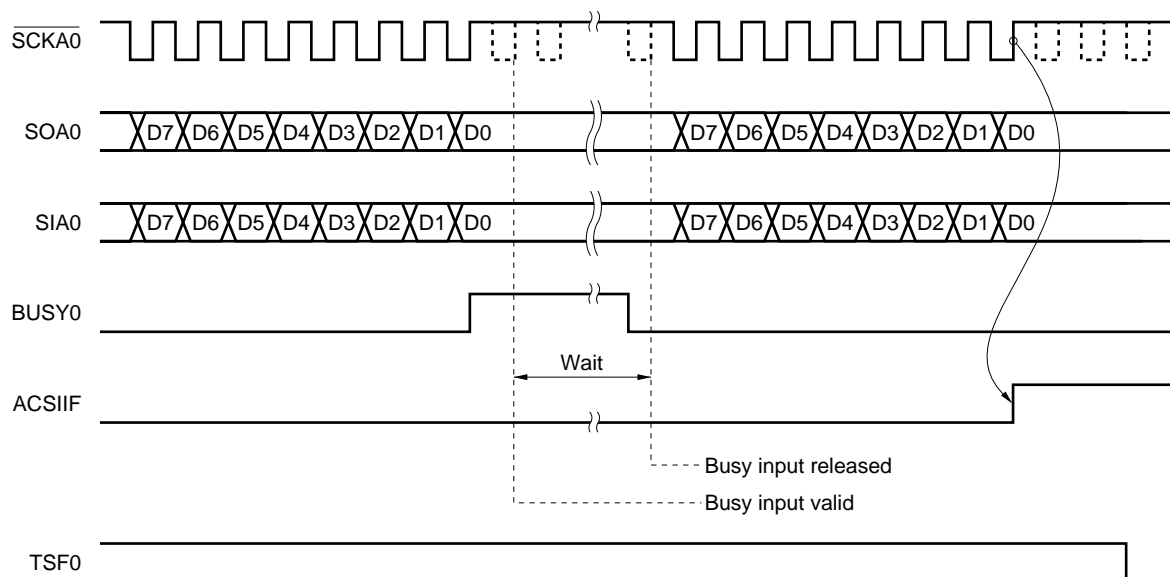 SCKA0
SOA0 D7 D6 D5 D4 D3 D2 D1 D0 D7 D6 D5 D4 D3 D2 D1 D0
SIA0 D7 D6 D5 D4 D3 D2 D1 D0 D7 D6 D5 D4 D3 D2 D1 D0
BUSY0
Wait
ACSIIF
Busy input released
Busy input valid
TSF0